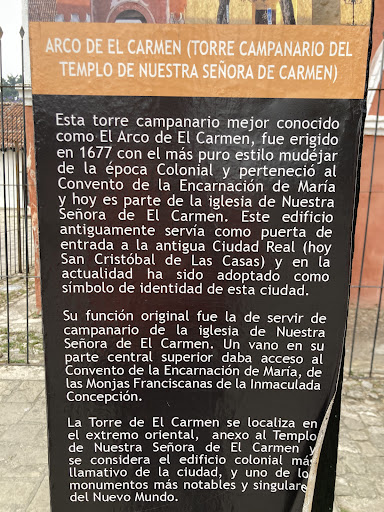 ARCO DE EL CARMEN (TORRE CAMPANARIO DEL
TEMPLO DE NUESTRA SEÑORA DE CARMEN)
Esta torre campanario mejor conocido
como El Arco de El Carmen, fue erigido
en 1677 con el más puro estilo mudéjar
de la época Colonial y perteneció al
Convento de la Encarnación de María
y hoy es parte de la iglesia de Nuestra
Señora de El Carmen. Este edificio
antiguamente servía como puerta de
entrada a la antigua Ciudad Real (hoy
San Cristóbal de Las Casas) y en la
actualidad ha sido adoptado como
símbolo de identidad de esta ciudad.
Su función original fue la de servir de
campanario de la iglesia de Nuestra
Señora de El Carmen. Un vano en su
parte central superior daba acceso al
Convento de la Encarnación de María, de
las Monjas Franciscanas de la Inmaculada
Concepción.
La Torre de El Carmen se localiza en
el extremo oriental, anexo al Templo
de Nuestra Señora de El Carmen y
se considera el edificio colonial más
llamativo de la ciudad, y uno de lo
monumentos más notables y singulare
del Nuevo Mundo.